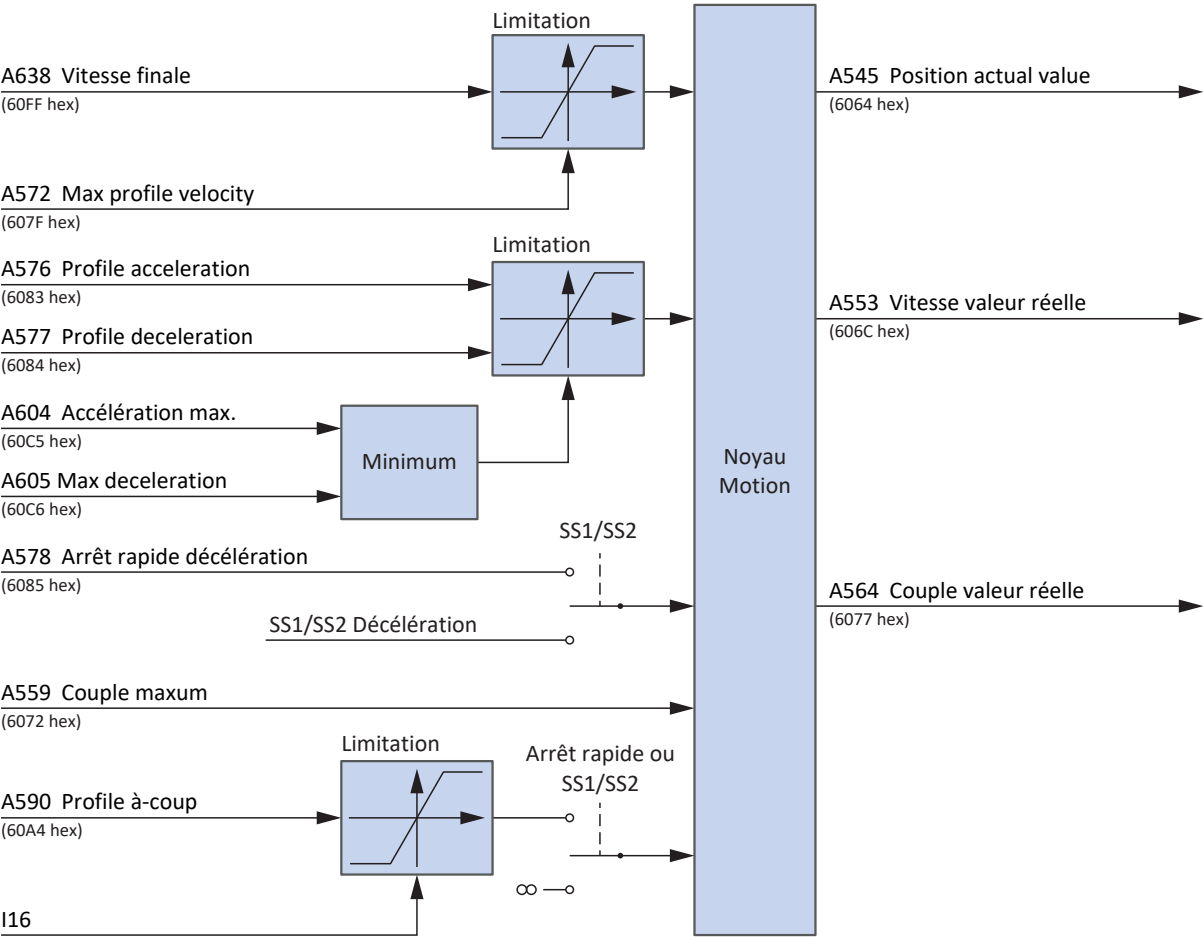 Limitation
A638 Vitesse finale
(60FF hex)
A572 Max profile velocity
(607F hex)
Limitation
A576 Profile acceleration
(6083 hex)
A577 Profile deceleration
(6084 hex)
A604 Accélération max.
(60C5 hex)
A605 Max deceleration
(60C6 hex)
Minimum
SS1/SS2
A578 Arrêt rapide décélération
(6085 hex)
SS1/SS2 Décélération
A559 Couple maxum
(6072 hex)
Limitation
Arrêt rapide ou
SS1/SS2
A590 Profile à-coup
(60A4 hex)
∞
I16
Noyau
Motion
A545 Position actual value
(6064 hex)
A553 Vitesse valeur réelle
(606C hex)
A564 Couple valeur réelle
(6077 hex)